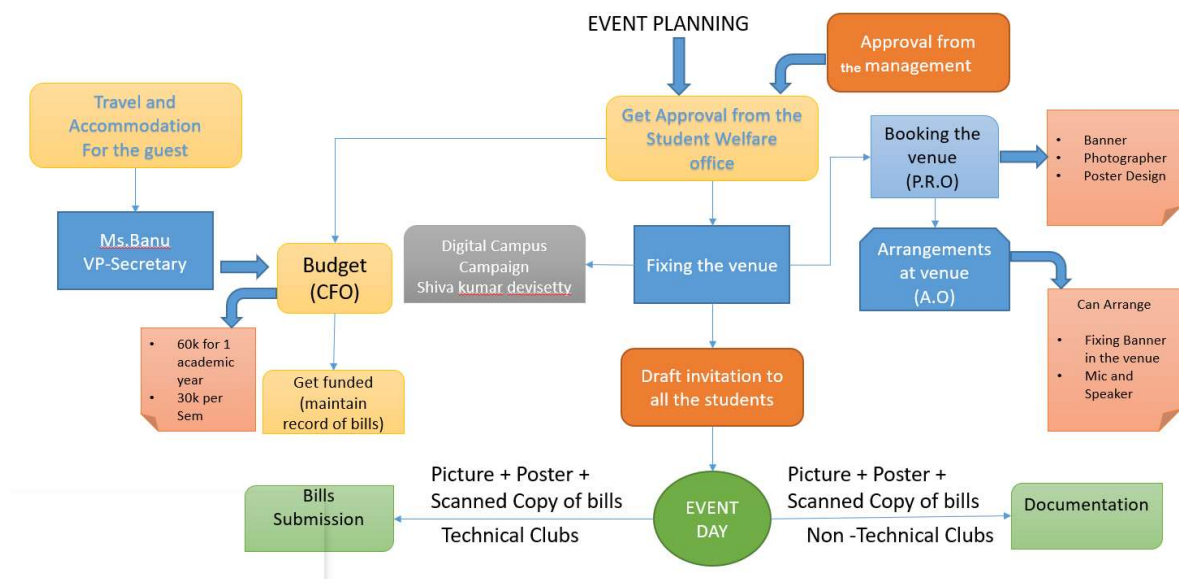 EVENT PLANNING
Approval from
the management
Travel and
Accommodation
For the guest
Get Approval from the
Student Welfare
office
Booking the
venue
(P.R.O)
• Banner
• Photographer
• Poster Design
Ms.Banu
VP-Secretary
Budget
(CFO)
Digital Campus
Campaign
Shiva kumar devisetty
Fixing the venue
Arrangements
at venue
(A.O)
Can Arrange
• Fixing Banner
in the venue
• Mic and
Speaker
• 60k for 1
academic
year
• 30k per
Sem
Get funded
(maintain
record of bills)
Draft invitation to
all the students
Bills
Submission
Picture + Poster +
Scanned Copy of bills
Technical Clubs
EVENT
DAY
Picture + Poster +
Scanned Copy of bills
Non -Technical Clubs
Documentation